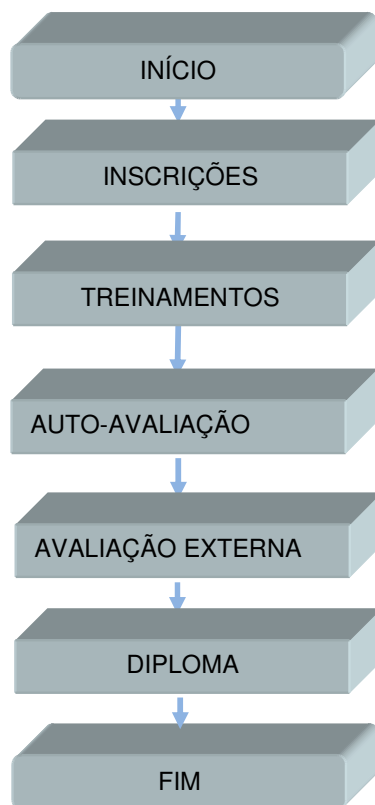 INÍCIO
INSCRIÇÕES
TREINAMENTOS
AUTO-AVALIAÇÃO
AVALIAÇÃO EXTERNA
DIPLOMA
FIM